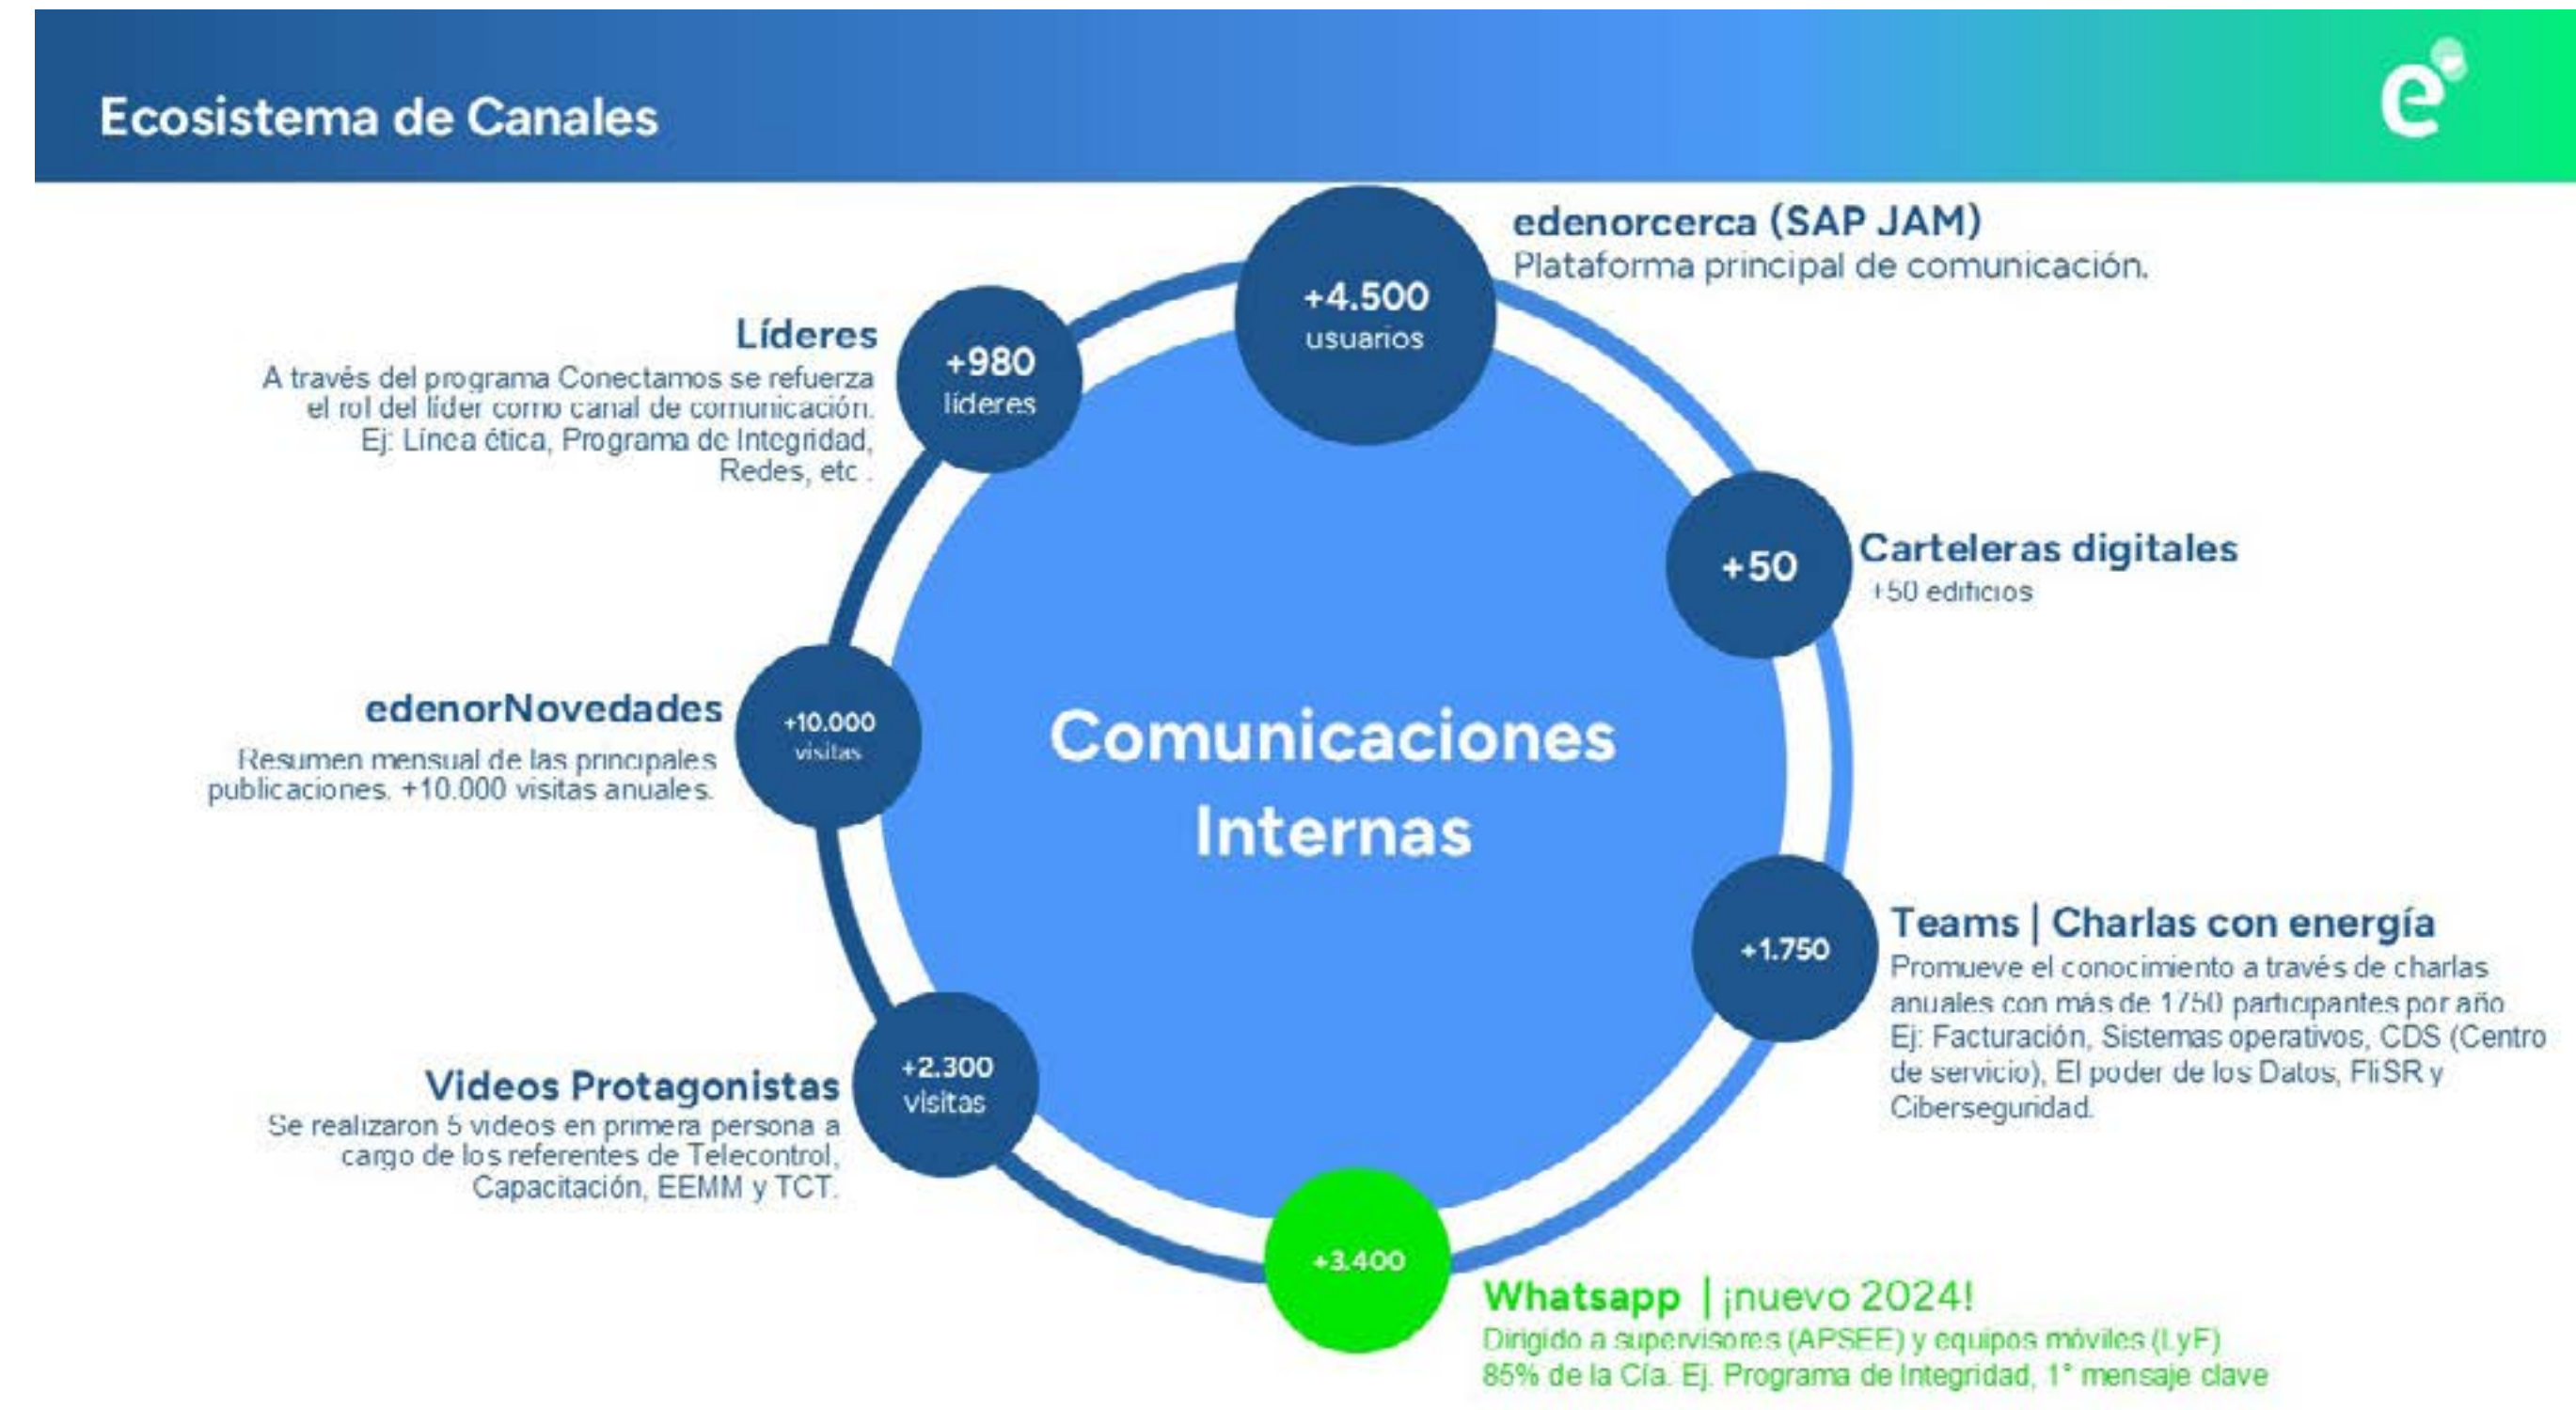 Ecosistema de Canales
e
+4.500
usuarios
edenorcerca (SAP JAM)
Plataforma principal de comunicación.
+50
Carteleras digitales
+50 edificios
+1.750
Teams | Charlas con energía
Promueve el conocimiento a través de charlas
anuales con más de 1750 participantes por año
Ej: Facturación, Sistemas operativos, CDS (Centro
de servicio), El poder de los Datos, FliSR y
Ciberseguridad.
+3.400
Whatsapp | ¡nuevo 2024!
Dirigido a supervisores (APSEE) y equipos móviles (LyF)
85% de la Cía. Ej. Programa de Integridad, 1° mensaje clave
+2.300
visitas
Videos Protagonistas
Se realizaron 5 videos en primera persona a
cargo de los referentes de Telecontrol,
Capacitación, EEMM y TCT.
+10.000
visitas
edenorNovedades
Resumen mensual de las principales
publicaciones. +10.000 visitas anuales.
+980
líderes
Líderes
A través del programa Conectamos se refuerza
el rol del líder como canal de comunicación.
Ej: Línea ética, Programa de Integridad,
Redes, etc .
Comunicaciones
Internas